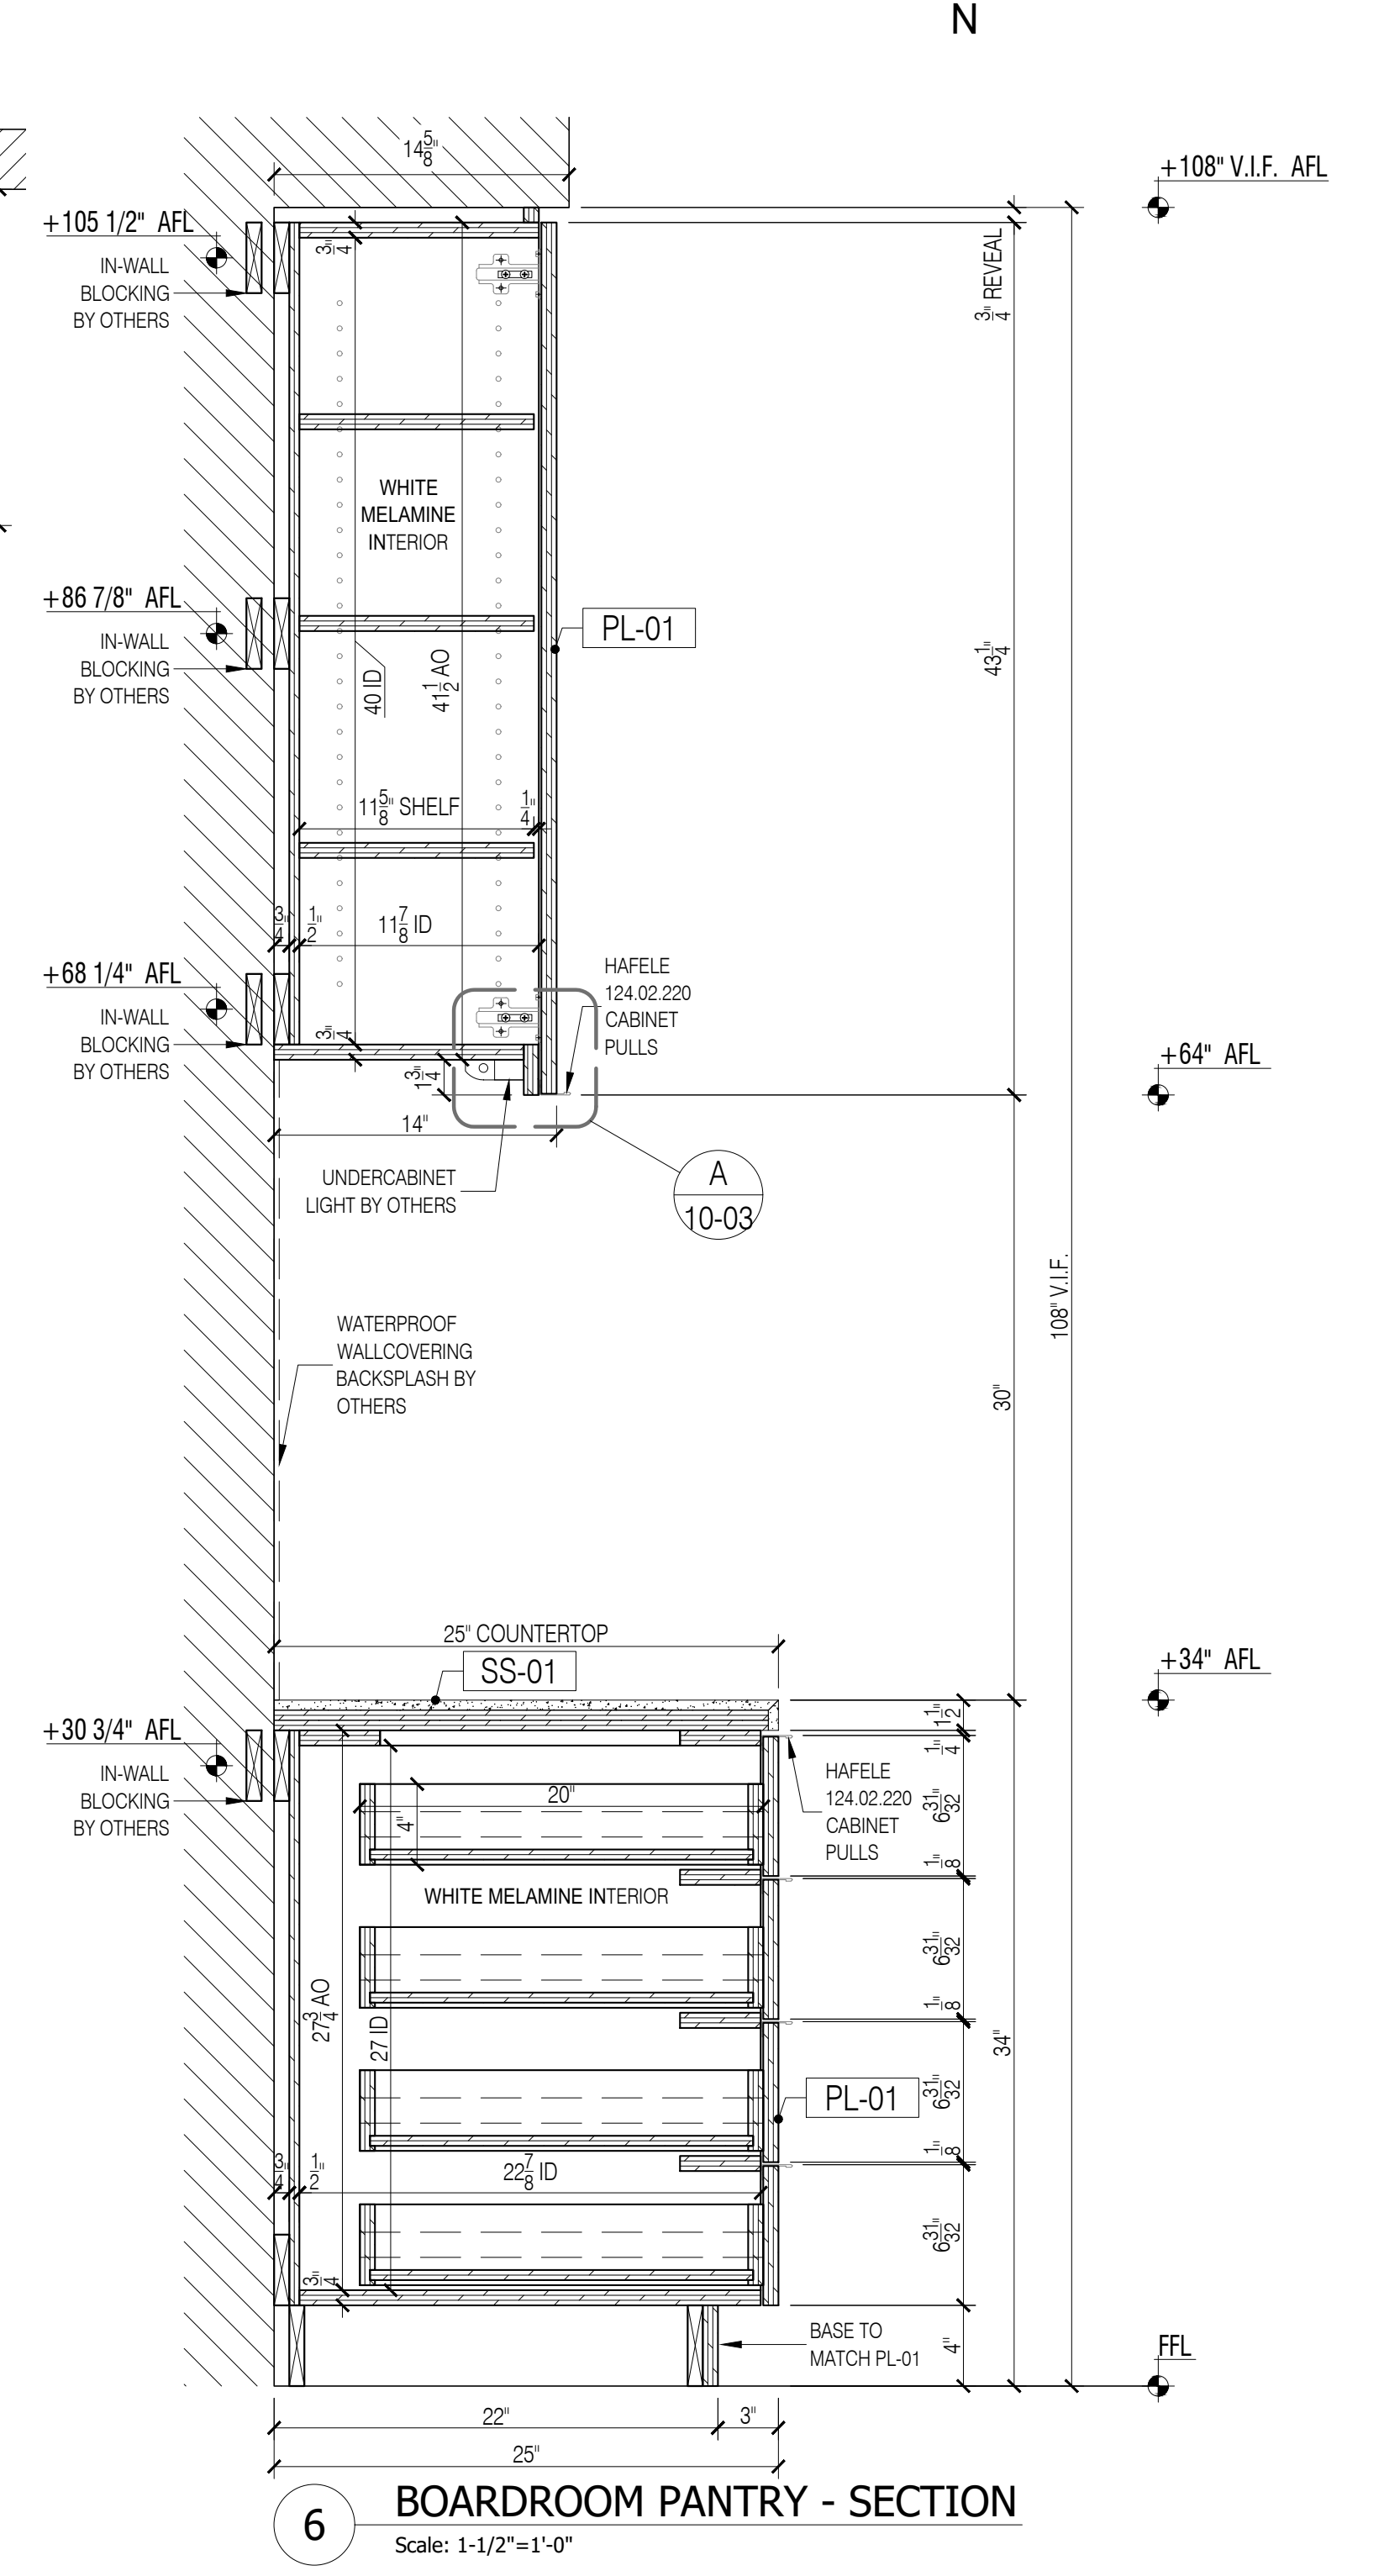 N
14 5/8"
+108" V.I.F. AFL
+105 1/2" AFL
IN-WALL
BLOCKING
BY OTHERS
3/4"
3/4" REVEAL
WHITE
MELAMINE
INTERIOR
+86 7/8" AFL
IN-WALL
BLOCKING
BY OTHERS
PL-01
40 ID
41 1/2 AO
43 1/4"
11 5/8" SHELF
1/4"
3/4"
1/2"
11 7/8 ID
+68 1/4" AFL
IN-WALL
BLOCKING
BY OTHERS
HAFELE
124.02.220
CABINET
PULLS
3/4"
1 3/4"
+64" AFL
14"
UNDERCABINET
LIGHT BY OTHERS
A
10-03
108" V.I.F.
WATERPROOF
WALLCOVERING
BACKSPLASH BY
OTHERS
30"
25" COUNTERTOP
SS-01
+34" AFL
+30 3/4" AFL
IN-WALL
BLOCKING
BY OTHERS
1 1/2"
1/4"
HAFELE
124.02.220
CABINET
PULLS
20"
4"
6 31/32"
1/8"
WHITE MELAMINE INTERIOR
6 31/32"
1/8"
27 3/4 AO
27 ID
34"
PL-01
6 31/32"
1/8"
3/4"
1/2"
22 7/8 ID
6 31/32"
3/4"
BASE TO
MATCH PL-01
4"
FFL
22"
3"
25"
6
BOARDROOM PANTRY - SECTION
Scale: 1-1/2"=1'-0"